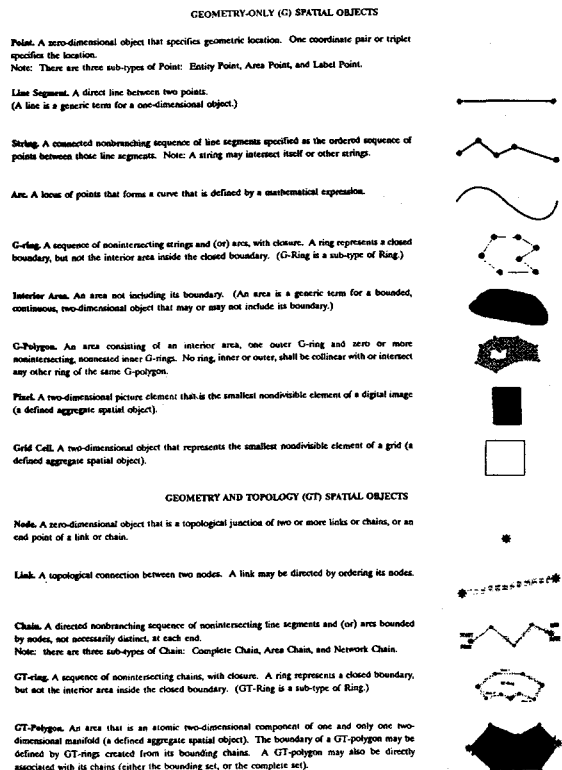 GEOMETRY-ONLY (G) SPATIAL OBJECTS
Point. A zero-dimensional object that specifies geometric location. One coordinate pair or triplet
specifies the location.
Note: There are three sub-types of Point: Entity Point, Area Point, and Label Point.
Line Segment. A direct line between two points.
(A line is a generic term for a one-dimensional object.)
String. A connected nonbranching sequence of line segments specified as the ordered sequence of
points between those line segments. Note: A string may intersect itself or other strings.
Arc. A locus of points that forms a curve that is defined by a mathematical expression.
G-ring. A sequence of nonintersecting strings and (or) arcs, with closure. A ring represents a closed
boundary, but not the interior area inside the closed boundary. (G-Ring is a sub-type of Ring.)
Interior Area. An area not including its boundary. (An area is a generic term for a bounded,
continuous, two-dimensional object that may or may not include its boundary.)
G-Polygon. An area consisting of an interior area, one outer G-ring and zero or more
nonintersecting, nonnested inner G-rings. No ring, inner or outer, shall be collinear with or intersect
any other ring of the same G-polygon.
Pixel. A two-dimensional picture element that is the smallest nondivisible element of a digital image
(a defined aggregate spatial object).
Grid Cell. A two-dimensional object that represents the smallest nondivisible element of a grid (a
defined aggregate spatial object).
GEOMETRY AND TOPOLOGY (GT) SPATIAL OBJECTS
Node. A zero-dimensional object that is a topological junction of two or more links or chains, or an
end point of a link or chain.
Link. A topological connection between two nodes. A link may be directed by ordering its nodes.
Chain. A directed nonbranching sequence of nonintersecting line segments and (or) arcs bounded
by nodes, not necessarily distinct, at each end.
Note: there are three sub-types of Chain: Complete Chain, Area Chain, and Network Chain.
GT-ring. A sequence of nonintersecting chains, with closure. A ring represents a closed boundary,
but not the interior area inside the closed boundary. (GT-Ring is a sub-type of Ring.)
GT-Polygon. An area that is an atomic two-dimensional component of one and only one two-
dimensional manifold (a defined aggregate spatial object). The boundary of a GT-polygon may be
defined by GT-rings created from its bounding chains. A GT-polygon may also be directly
associated with its chains (either the bounding set, or the complete set).